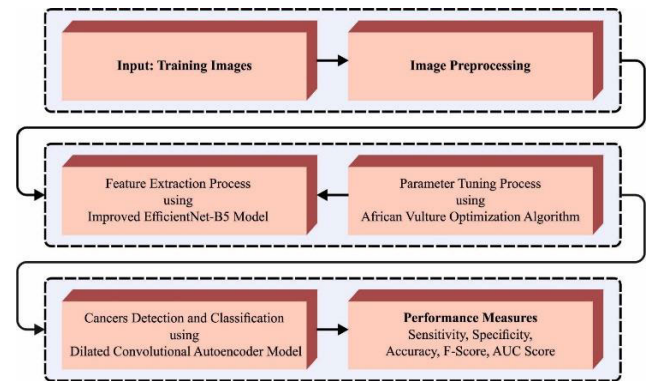 Input: Training Images
Image Preprocessing
Feature Extraction Process
using
Improved EfficientNet-B5 Model
Parameter Tuning Process
using
African Vulture Optimization Algorithm
Cancers Detection and Classification
using
Dilated Convolutional Autoencoder Model
Performance Measures
Sensitivity, Specificity,
Accuracy, F-Score, AUC Score